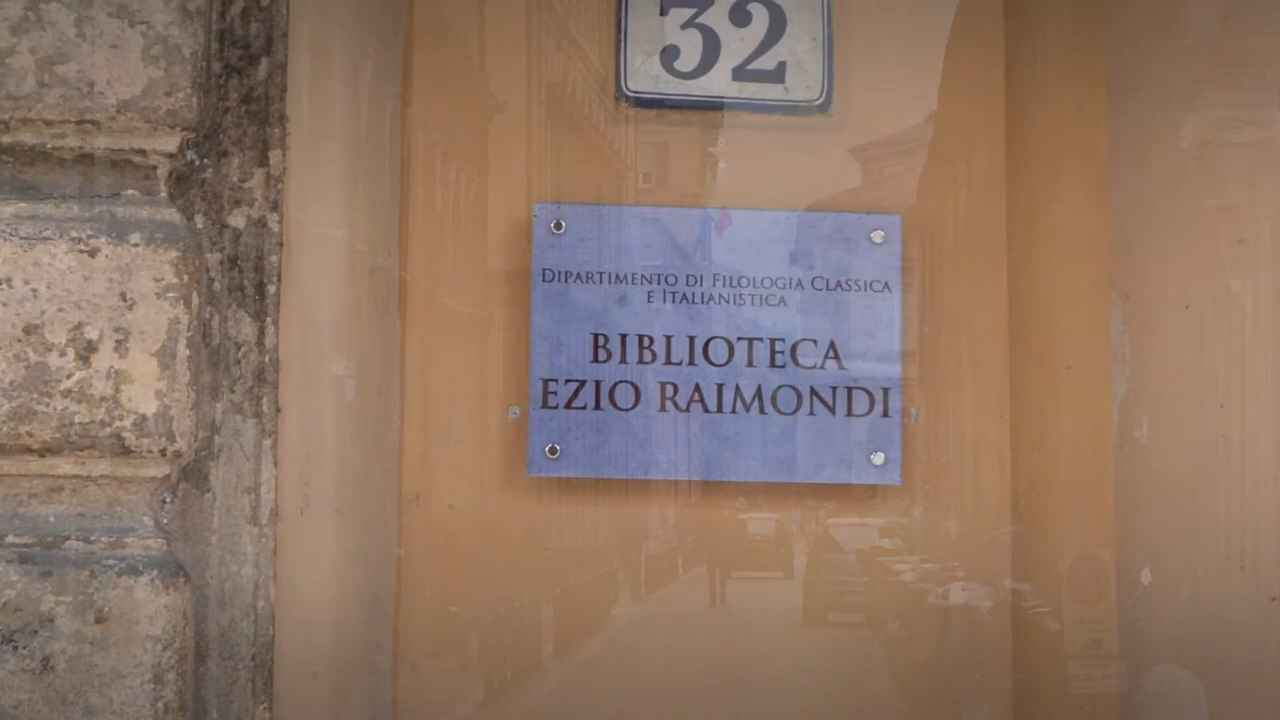 32
Dipartimento di Filologia Classica
e Italianistica
BIBLIOTECA
EZIO RAIMONDI